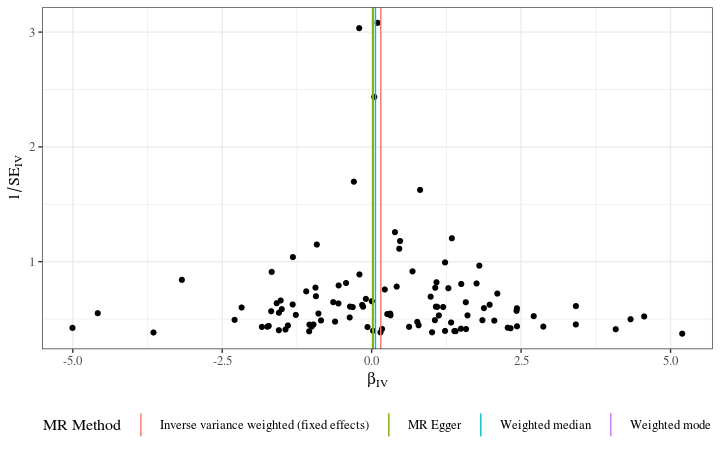 3
2
1
1/SE_IV
-5.0 -2.5 0.0 2.5 5.0
β_IV
MR Method Inverse variance weighted (fixed effects) MR Egger Weighted median Weighted mode